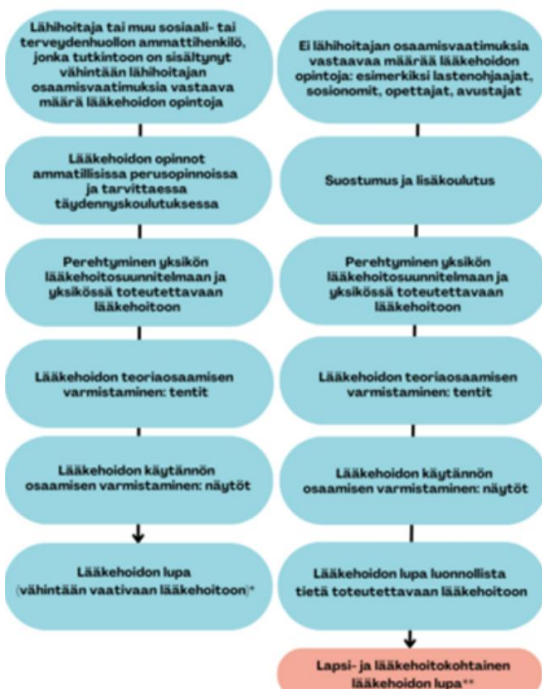 Lähihoitaja tai muu sosiaali- tai
terveydenhuollon ammattihenkilö,
jonka tutkintoon on sisältynyt
vähintään lähihoitajan
osaamisvaatimuksia vastaava
määrä lääkehoidon opintoja
Lääkehoidon opinnot
ammatillisissa perusopinnoissa
ja tarvittaessa
täydennyskoulutuksessa
Perehtyminen yksikön
lääkehoitosuunnitelmaan ja
yksikössä toteutettavaan
lääkehoitoon
Lääkehoidon teoriaosaamisen
varmistaminen: tentit
Lääkehoidon käytännön
osaamisen varmistaminen: näytöt
Lääkehoidon lupa
(vähintään vaativaan lääkehoitoon)*
Ei lähihoitajan osaamisvaatimuksia
vastaavaa määrää lääkehoidon
opintoja: esimerkiksi lastenohjaajat,
sosionomit, opettajat, avustajat
Suostumus ja lisäkoulutus
Perehtyminen yksikön
lääkehoitosuunnitelmaan ja
yksikössä toteutettavaan
lääkehoitoon
Lääkehoidon teoriaosaamisen
varmistaminen: tentit
Lääkehoidon käytännön
osaamisen varmistaminen: näytöt
Lääkehoidon lupa luonnollista
tietä toteutettavaan lääkehoitoon
Lapsi- ja lääkehoitokohtainen
lääkehoidon lupa**